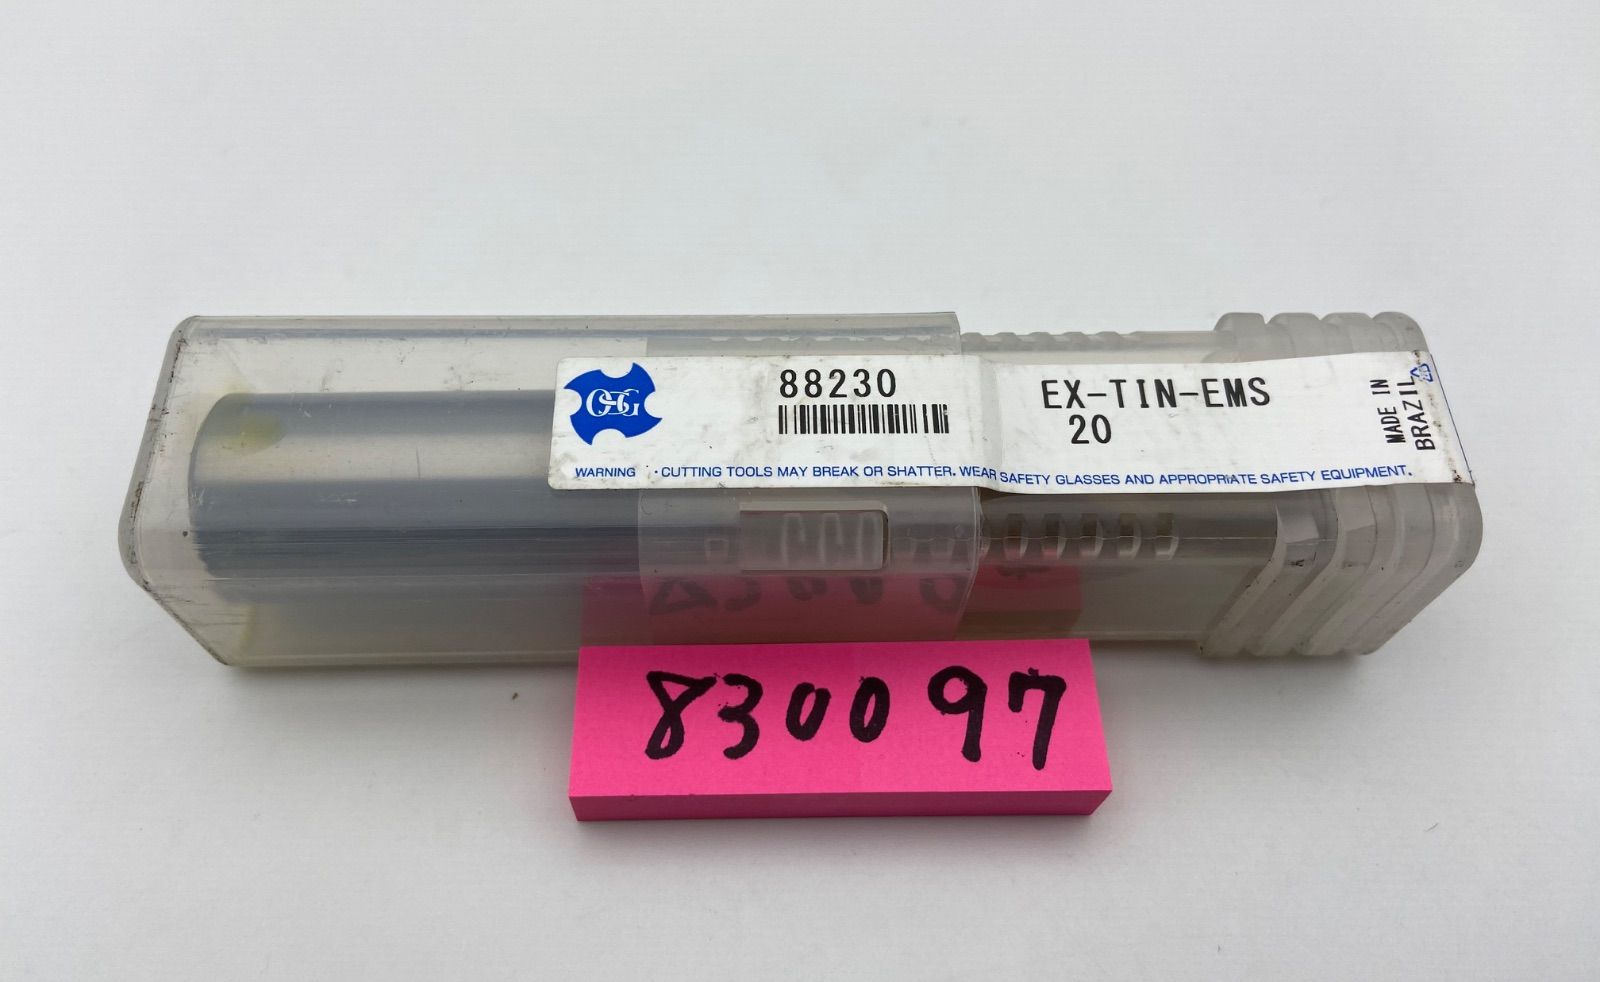 OSG
88230
EX-TIN-EMS
20
MADE IN
BRAZIL
WARNING · CUTTING TOOLS MAY BREAK OR SHATTER. WEAR SAFETY GLASSES AND APPROPRIATE SAFETY EQUIPMENT.
830097